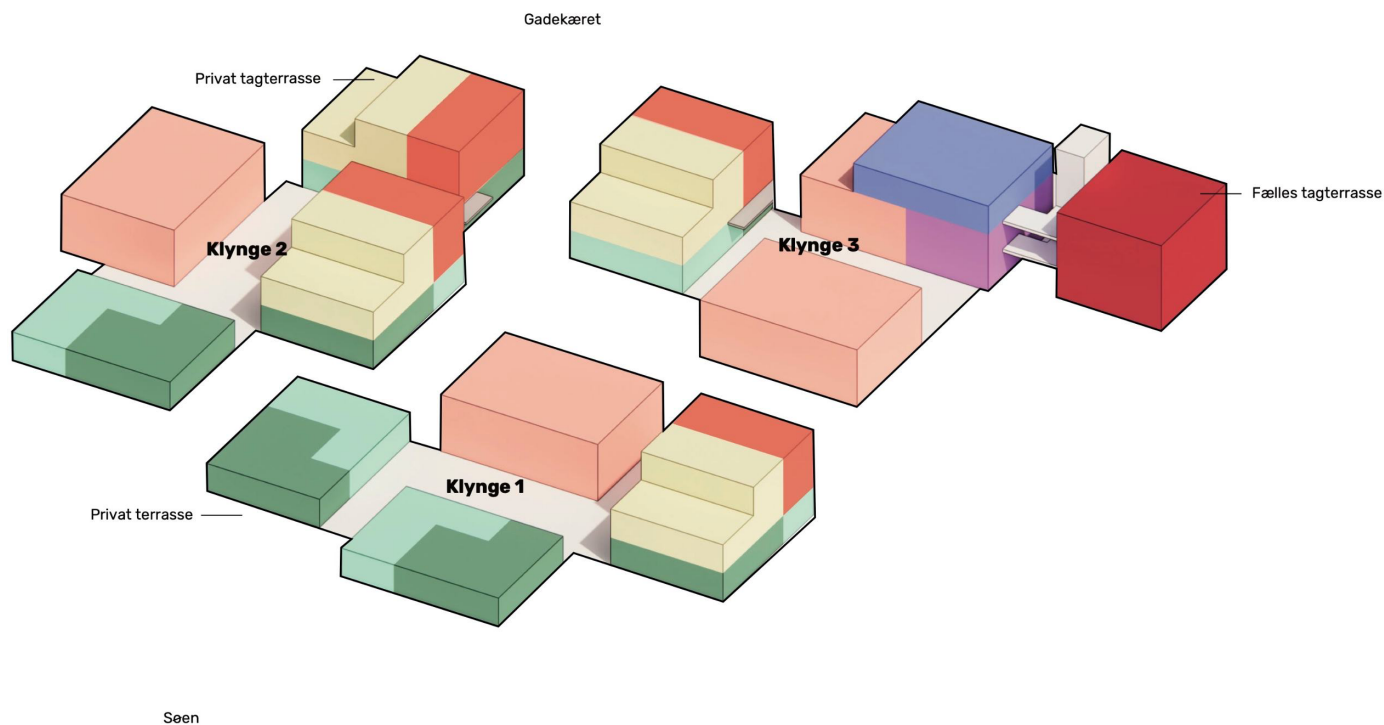 Gadekæret
Privat tagterrasse
Fælles tagterrasse
Klynge 2
Klynge 3
Klynge 1
Privat terrasse
Søen